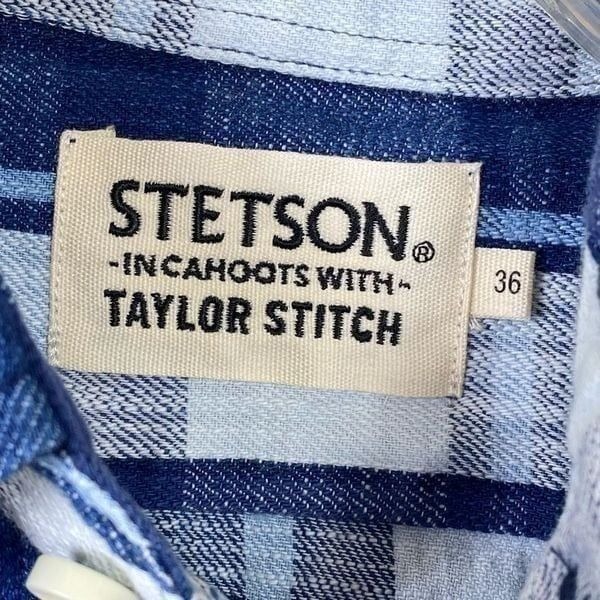 STETSON®
-IN CAHOOTS WITH-
TAYLOR STITCH
36